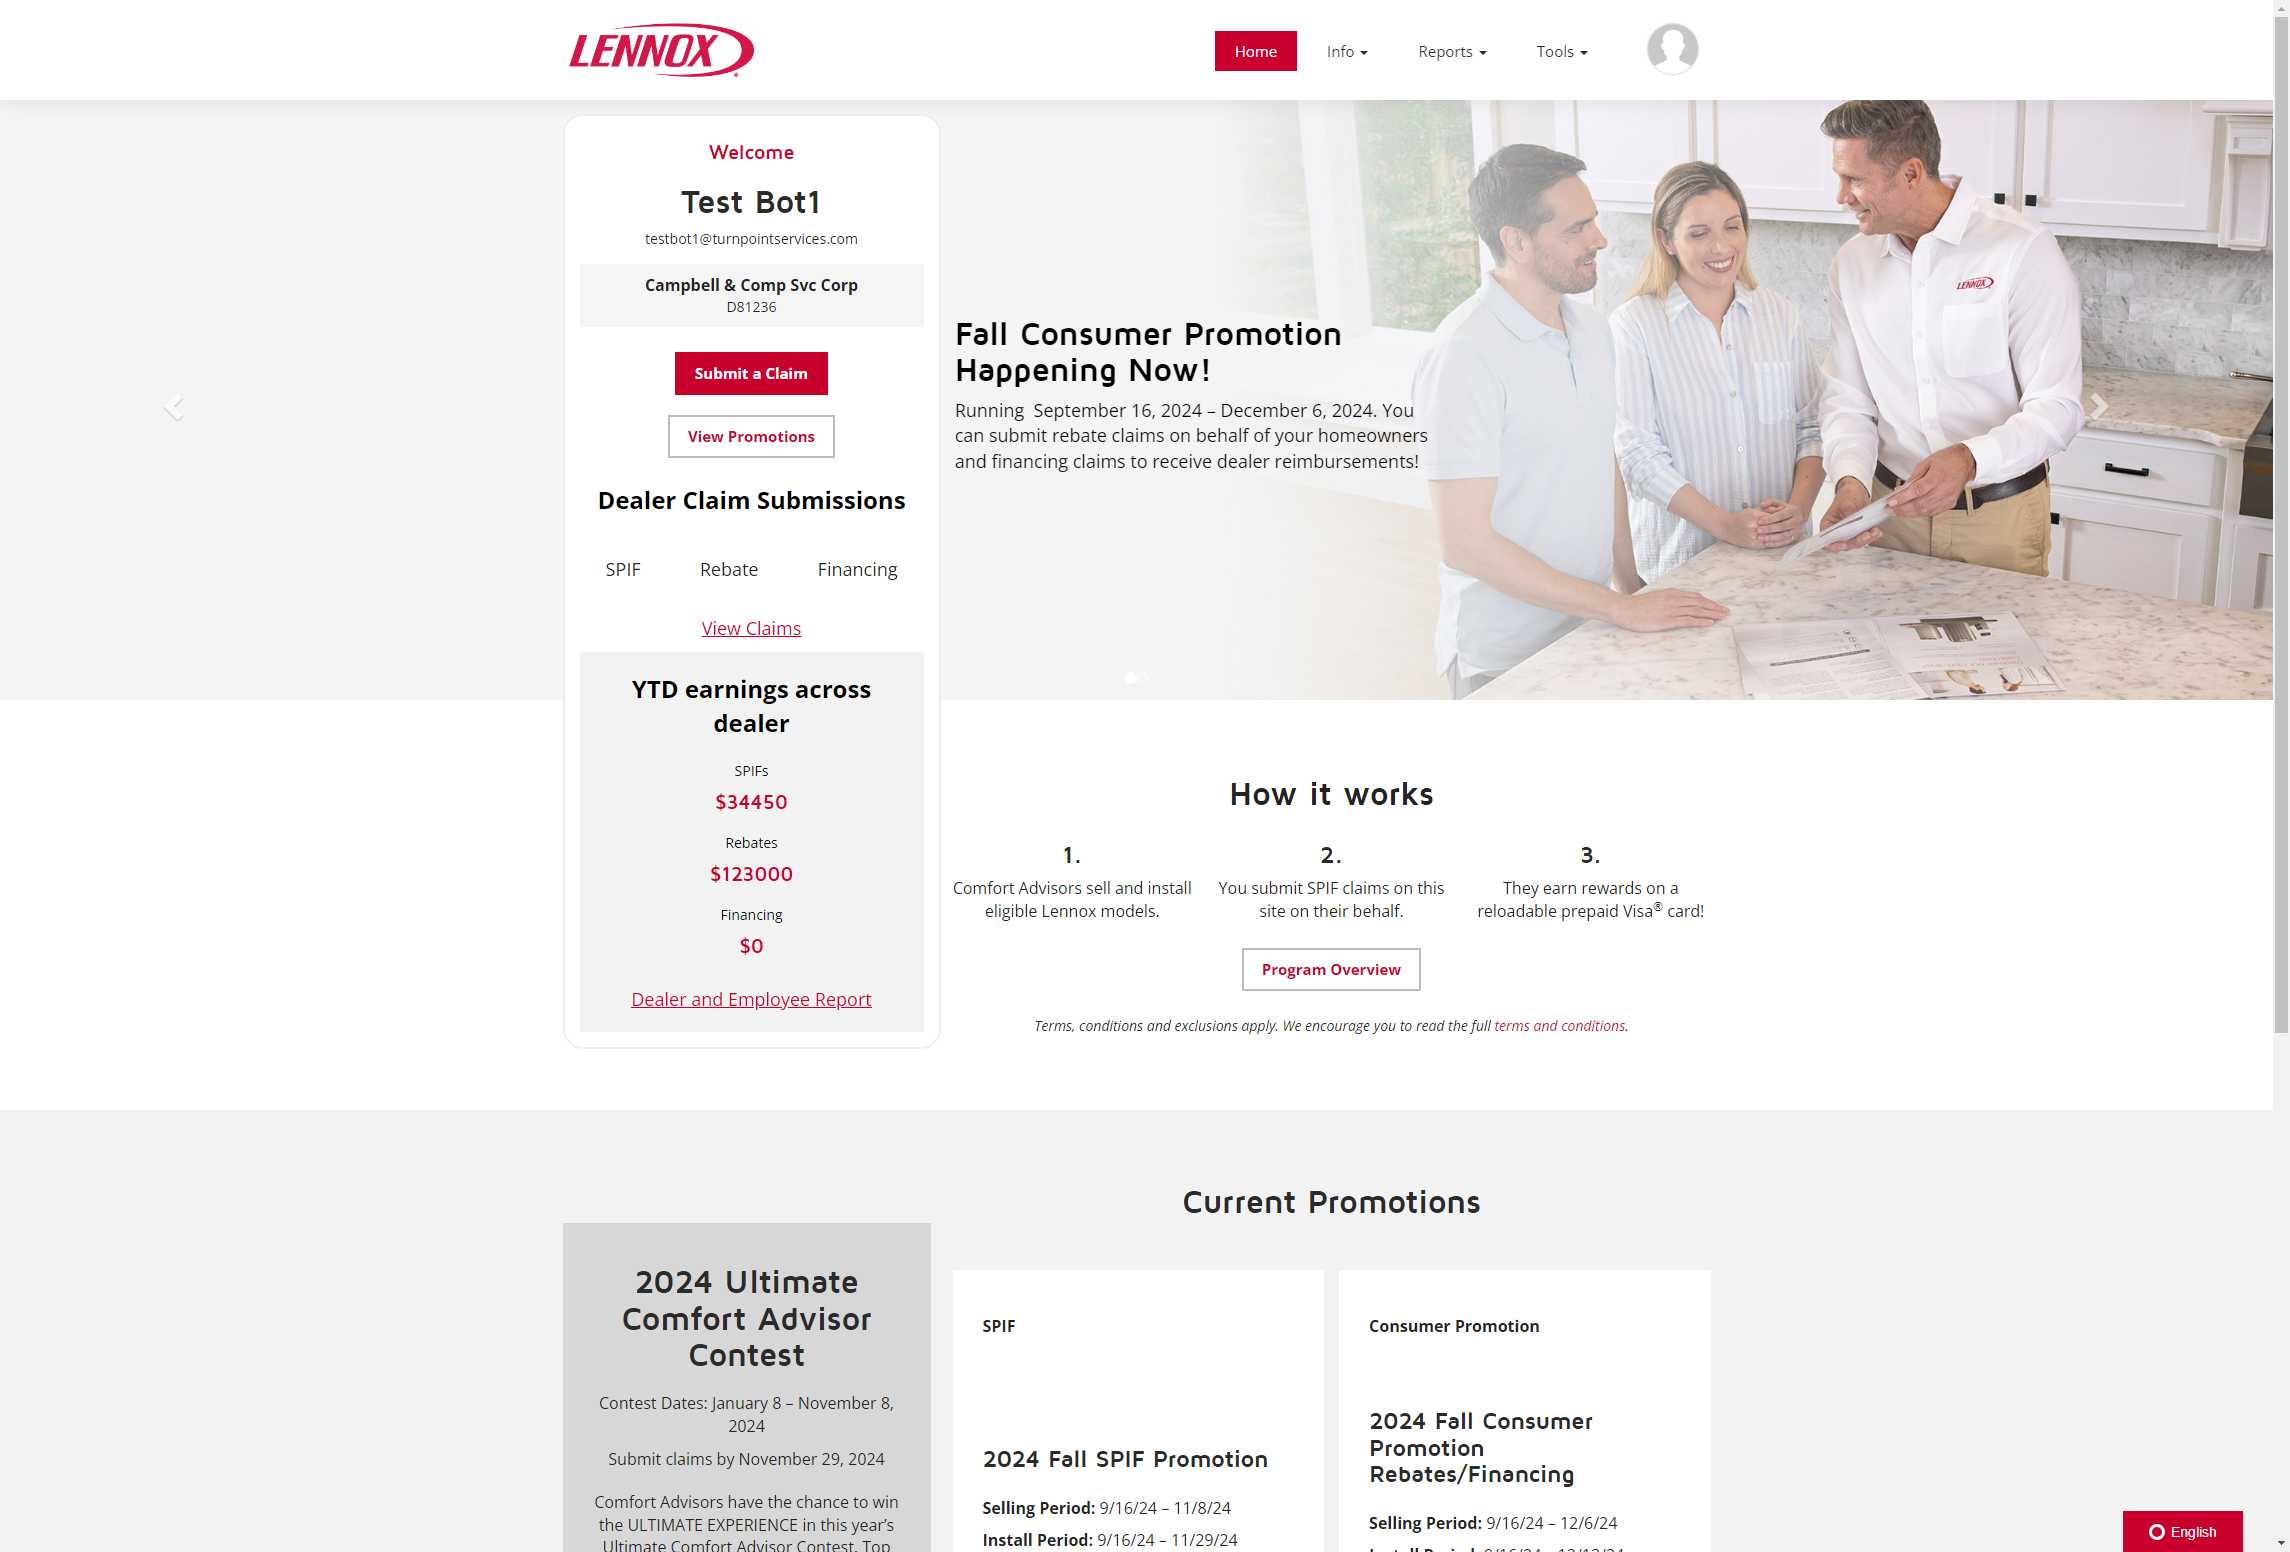 LENNOX
Home
Info
Reports
Tools
Welcome
Test Bot1
testbot1@turnpointservices.com
Campbell & Comp Svc Corp
D81236
Submit a Claim
View Promotions
Dealer Claim Submissions
SPIF
Rebate
Financing
View Claims
YTD earnings across
dealer
SPIFs
$34450
Rebates
$123000
Financing
$0
Dealer and Employee Report
Fall Consumer Promotion
Happening Now!
Running September 16, 2024 – December 6, 2024. You
can submit rebate claims on behalf of your homeowners
and financing claims to receive dealer reimbursements!
LENNOX
How it works
1.
Comfort Advisors sell and install
eligible Lennox models.
2.
You submit SPIF claims on this
site on their behalf.
3.
They earn rewards on a
reloadable prepaid Visa® card!
Program Overview
Terms, conditions and exclusions apply. We encourage you to read the full terms and conditions.
Current Promotions
2024 Ultimate
Comfort Advisor
Contest
Contest Dates: January 8 – November 8,
2024
Submit claims by November 29, 2024
Comfort Advisors have the chance to win
the ULTIMATE EXPERIENCE in this year's
Ultimate Comfort Advisor Contest. Top
SPIF
2024 Fall SPIF Promotion
Selling Period: 9/16/24 – 11/8/24
Install Period: 9/16/24 – 11/29/24
Consumer Promotion
2024 Fall Consumer
Promotion
Rebates/Financing
Selling Period: 9/16/24 – 12/6/24
English